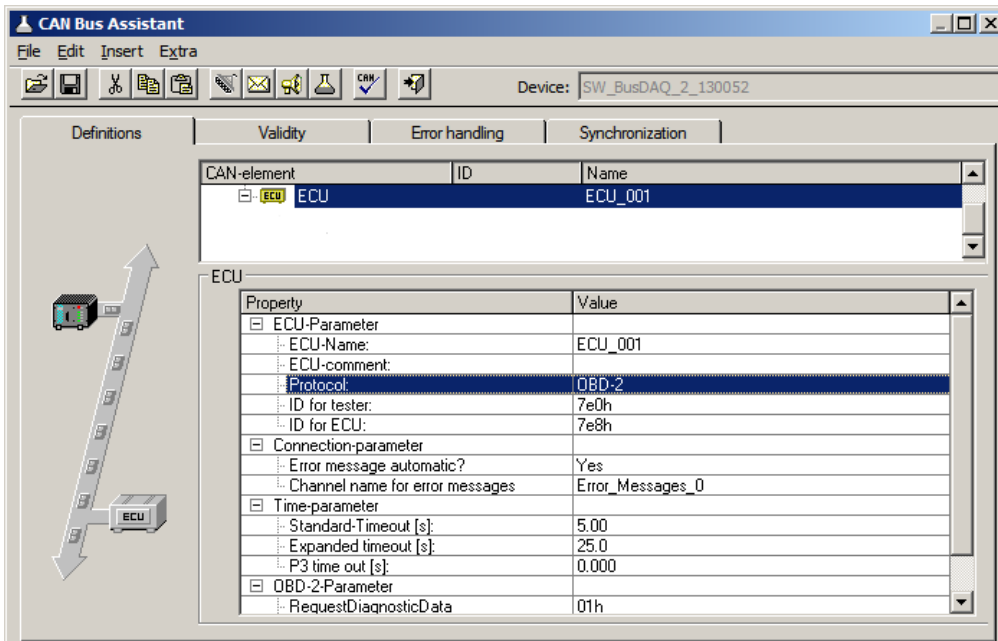 CAN Bus Assistant
File Edit Insert Extra
CAN Device: SW_BusDAQ_2_130052
Definitions Validity Error handling Synchronization
CAN-element ID Name
ECU ECU ECU_001
ECU
Property Value
ECU-Parameter
ECU-Name: ECU_001
ECU-comment:
Protocol: OBD-2
ID for tester: 7e0h
ID for ECU: 7e8h
Connection-parameter
Error message automatic? Yes
Channel name for error messages Error_Messages_0
Time-parameter
Standard-Timeout [s]: 5.00
Expanded timeout [s]: 25.0
P3 time out [s]: 0.000
OBD-2-Parameter
RequestDiagnosticData 01h
ECU